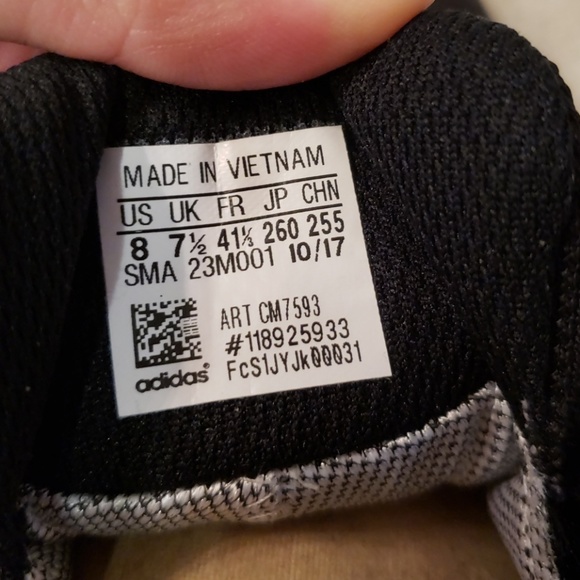 MADE IN VIETNAM
US UK FR JP CHN
8 7½ 41⅓ 260 255
SMA 23M001 10/17
ART CM7593
#118925933
FcS1JYJk00031
adidas®